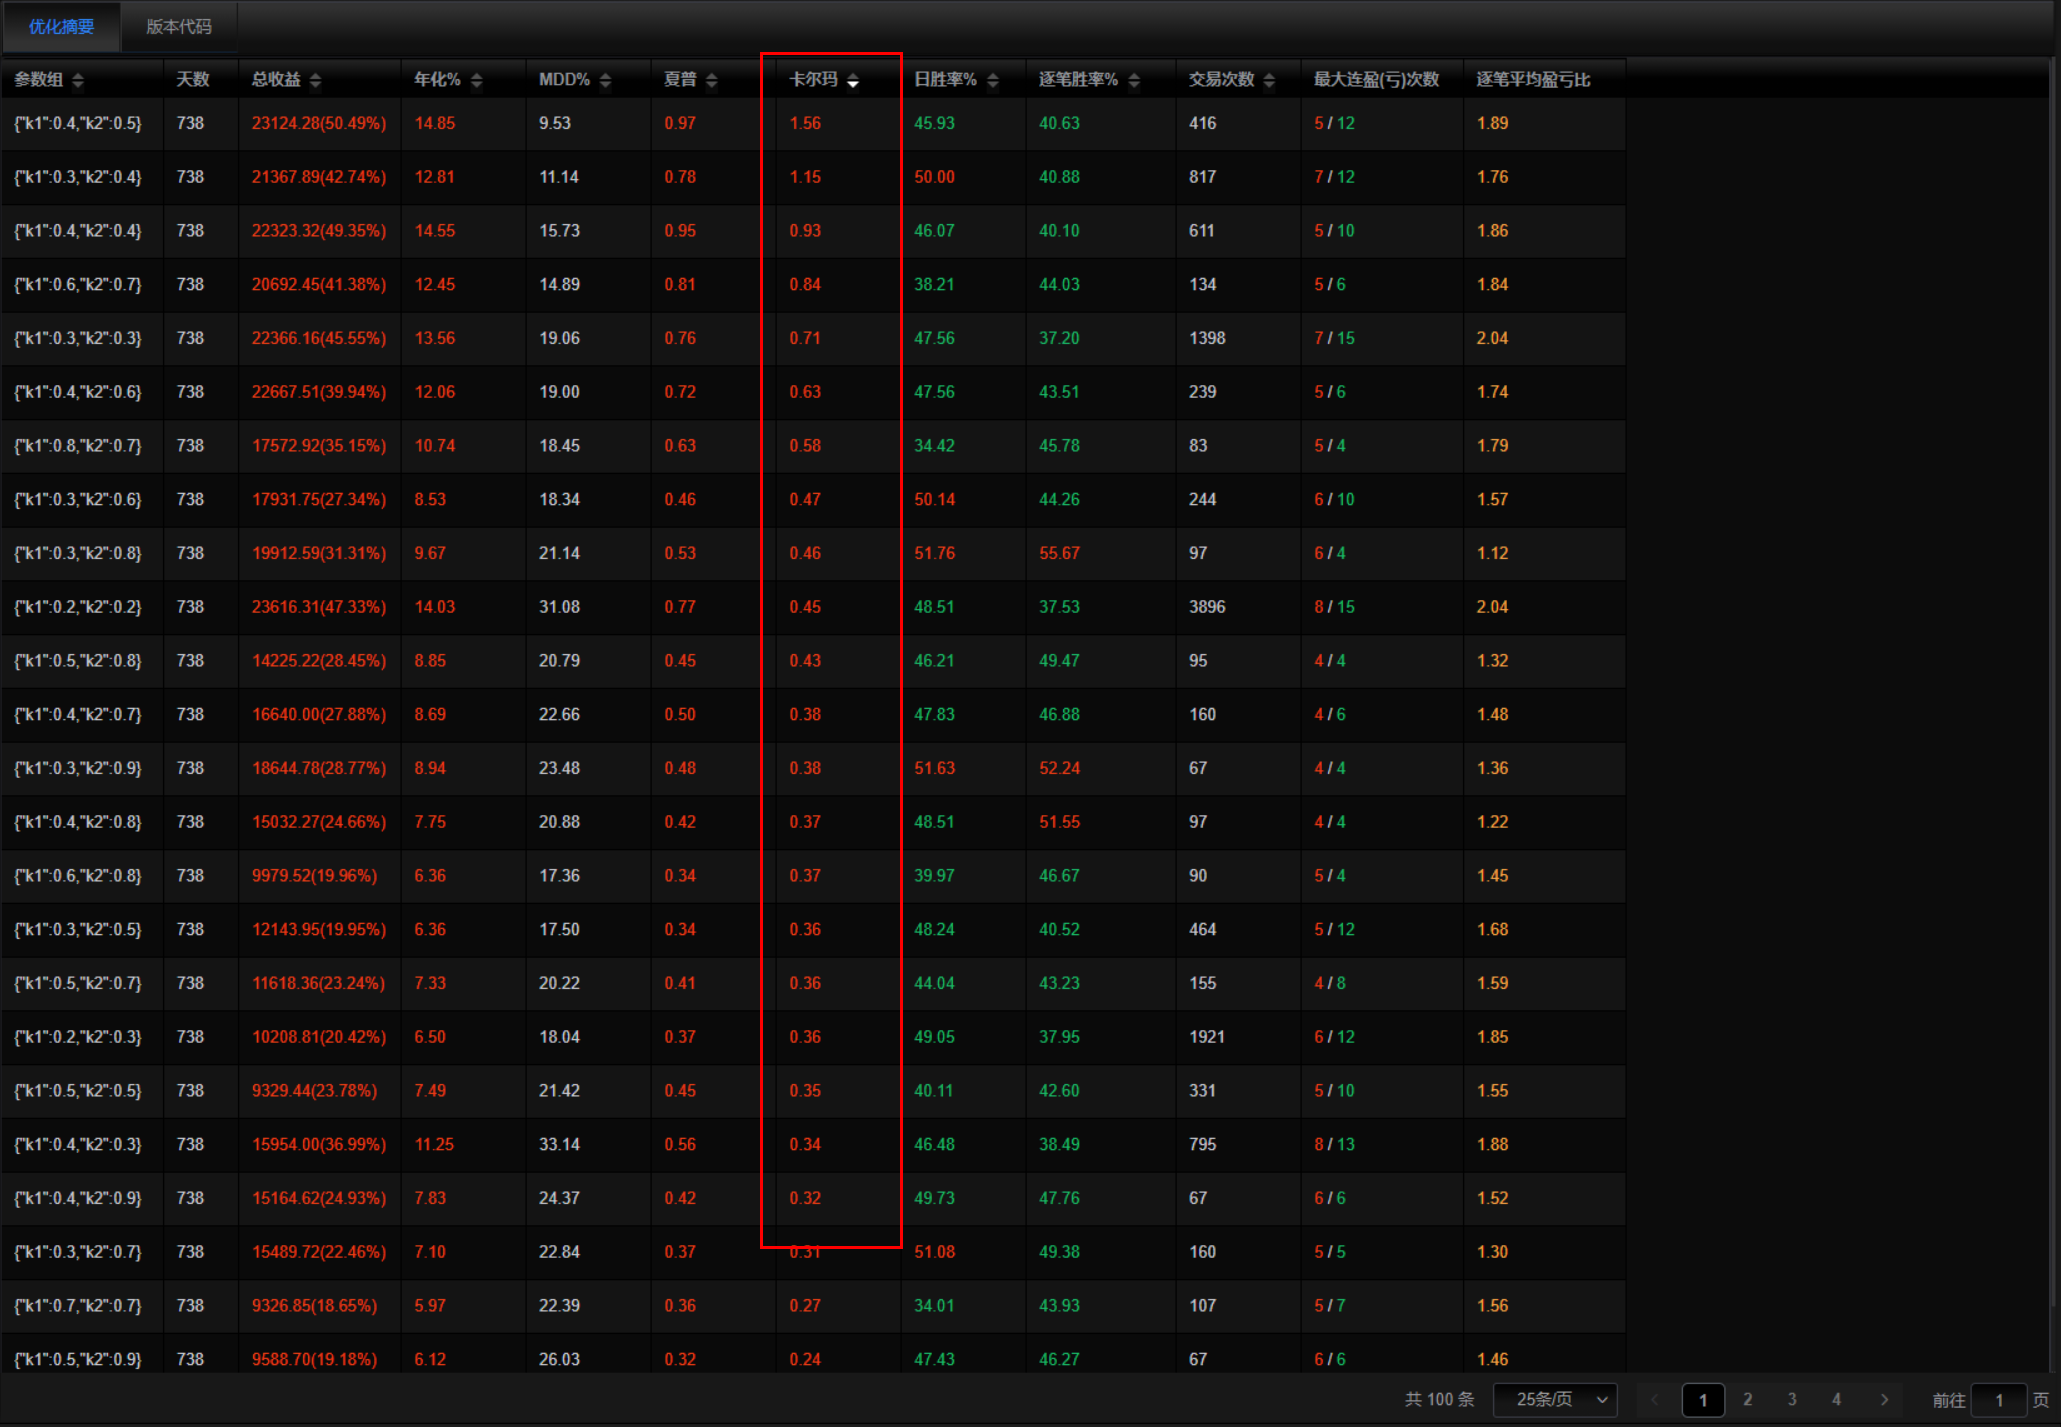 优化摘要 版本代码
参数组 天数 总收益 年化% MDD% 夏普 卡尔玛 日胜率% 逐笔胜率% 交易次数 最大连盈(亏)次数 逐笔平均盈亏比
{"k1":0.4,"k2":0.5} 738 23124.28(50.49%) 14.85 9.53 0.97 1.56 45.93 40.63 416 5 / 12 1.89
{"k1":0.3,"k2":0.4} 738 21367.89(42.74%) 12.81 11.14 0.78 1.15 50.00 40.88 817 7 / 12 1.76
{"k1":0.4,"k2":0.4} 738 22323.32(49.35%) 14.55 15.73 0.95 0.93 46.07 40.10 611 5 / 10 1.86
{"k1":0.6,"k2":0.7} 738 20692.45(41.38%) 12.45 14.89 0.81 0.84 38.21 44.03 134 5 / 6 1.84
{"k1":0.3,"k2":0.3} 738 22366.16(45.55%) 13.56 19.06 0.76 0.71 47.56 37.20 1398 7 / 15 2.04
{"k1":0.4,"k2":0.6} 738 22667.51(39.94%) 12.06 19.00 0.72 0.63 47.56 43.51 239 5 / 6 1.74
{"k1":0.8,"k2":0.7} 738 17572.92(35.15%) 10.74 18.45 0.63 0.58 34.42 45.78 83 5 / 4 1.79
{"k1":0.3,"k2":0.6} 738 17931.75(27.34%) 8.53 18.34 0.46 0.47 50.14 44.26 244 6 / 10 1.57
{"k1":0.3,"k2":0.8} 738 19912.59(31.31%) 9.67 21.14 0.53 0.46 51.76 55.67 97 6 / 4 1.12
{"k1":0.2,"k2":0.2} 738 23616.31(47.33%) 14.03 31.08 0.77 0.45 48.51 37.53 3896 8 / 15 2.04
{"k1":0.5,"k2":0.8} 738 14225.22(28.45%) 8.85 20.79 0.45 0.43 46.21 49.47 95 4 / 4 1.32
{"k1":0.4,"k2":0.7} 738 16640.00(27.88%) 8.69 22.66 0.50 0.38 47.83 46.88 160 4 / 6 1.48
{"k1":0.3,"k2":0.9} 738 18644.78(28.77%) 8.94 23.48 0.48 0.38 51.63 52.24 67 4 / 4 1.36
{"k1":0.4,"k2":0.8} 738 15032.27(24.66%) 7.75 20.88 0.42 0.37 48.51 51.55 97 4 / 4 1.22
{"k1":0.6,"k2":0.8} 738 9979.52(19.96%) 6.36 17.36 0.34 0.37 39.97 46.67 90 5 / 4 1.45
{"k1":0.3,"k2":0.5} 738 12143.95(19.95%) 6.36 17.50 0.34 0.36 48.24 40.52 464 5 / 12 1.68
{"k1":0.5,"k2":0.7} 738 11618.36(23.24%) 7.33 20.22 0.41 0.36 44.04 43.23 155 4 / 8 1.59
{"k1":0.2,"k2":0.3} 738 10208.81(20.42%) 6.50 18.04 0.37 0.36 49.05 37.95 1921 6 / 12 1.85
{"k1":0.5,"k2":0.5} 738 9329.44(23.78%) 7.49 21.42 0.45 0.35 40.11 42.60 331 5 / 10 1.55
{"k1":0.4,"k2":0.3} 738 15954.00(36.99%) 11.25 33.14 0.56 0.34 46.48 38.49 795 8 / 13 1.88
{"k1":0.4,"k2":0.9} 738 15164.62(24.93%) 7.83 24.37 0.42 0.32 49.73 47.76 67 6 / 6 1.52
{"k1":0.3,"k2":0.7} 738 15489.72(22.46%) 7.10 22.84 0.37 0.31 51.08 49.38 160 5 / 5 1.30
{"k1":0.7,"k2":0.7} 738 9326.85(18.65%) 5.97 22.39 0.36 0.27 34.01 43.93 107 5 / 7 1.56
{"k1":0.5,"k2":0.9} 738 9588.70(19.18%) 6.12 26.03 0.32 0.24 47.43 46.27 67 6 / 6 1.46
共 100 条 25条/页 1 2 3 4 前往 1 页